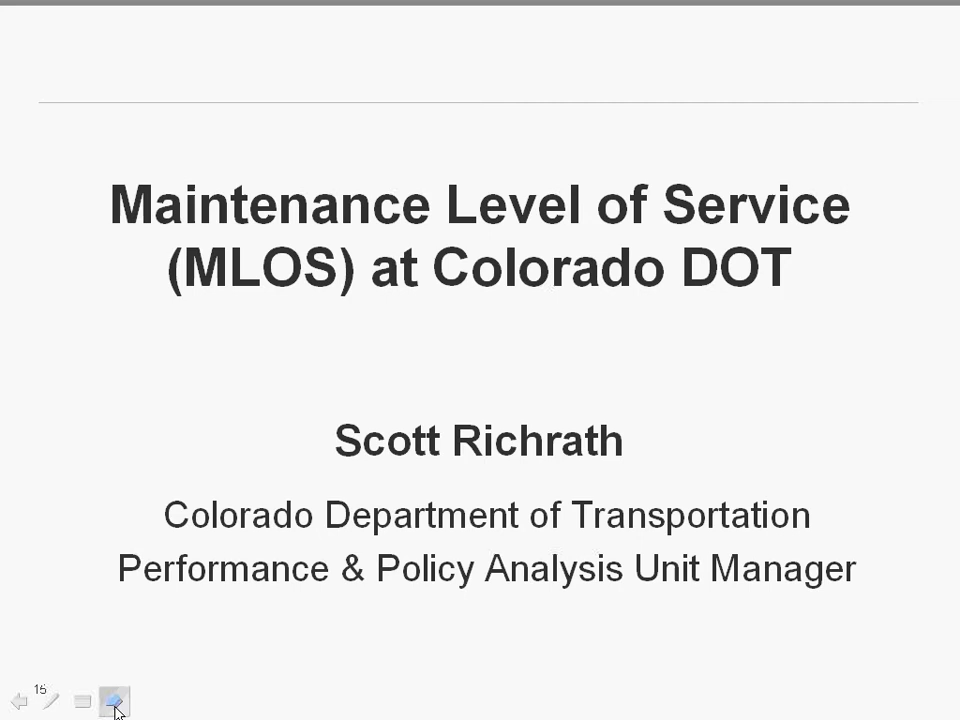 Maintenance Level of Service
(MLOS) at Colorado DOT
Scott Richrath
Colorado Department of Transportation
Performance & Policy Analysis Unit Manager
15